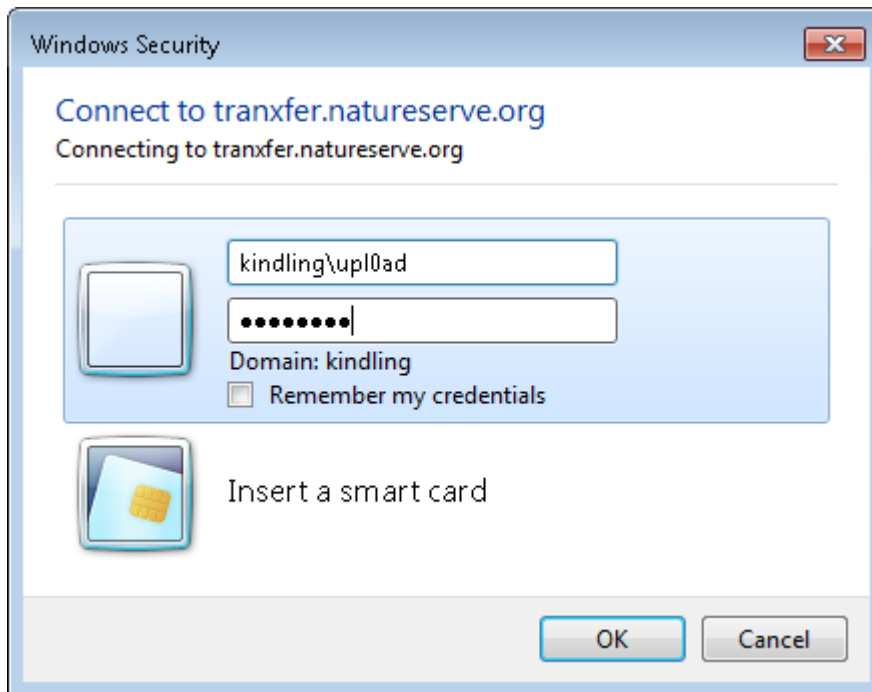 Windows Security
Connect to tranxfer.natureserve.org
Connecting to tranxfer.natureserve.org
kindling\upl0ad
●●●●●●●●
Domain: kindling
Remember my credentials
Insert a smart card
OK
Cancel